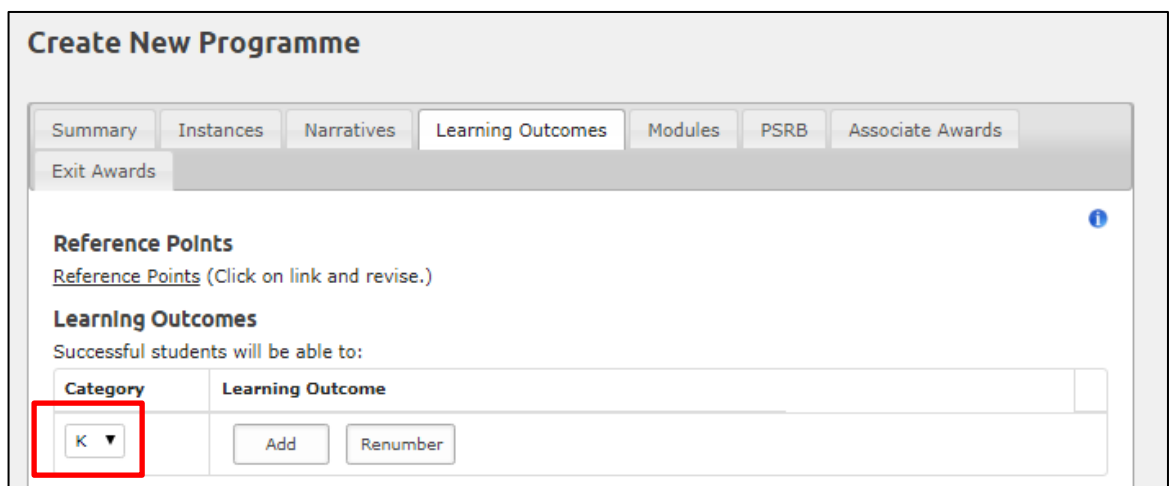 Create New Programme
Summary Instances Narratives Learning Outcomes Modules PSRB Associate Awards
Exit Awards
Reference Points
Reference Points (Click on link and revise.)
Learning Outcomes
Successful students will be able to:
Category Learning Outcome
K Add Renumber